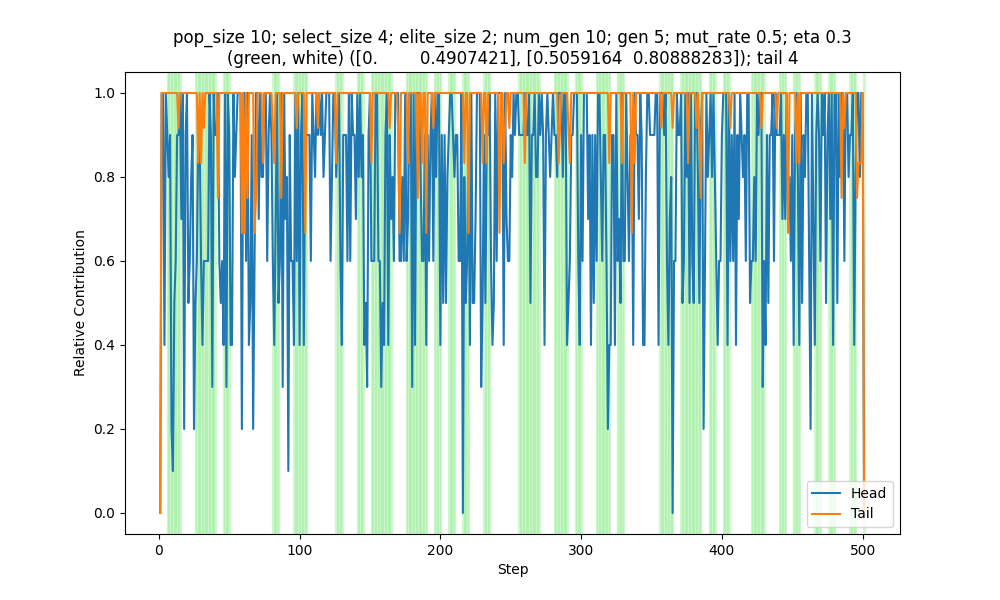 pop_size 10; select_size 4; elite_size 2; num_gen 10; gen 5; mut_rate 0.5; eta 0.3
(green, white) ([0.        0.4907421], [0.5059164  0.80888283]); tail 4
1.0
0.8
0.6
0.4
0.2
0.0
Relative Contribution
Head
Tail
0
100
200
300
400
500
Step